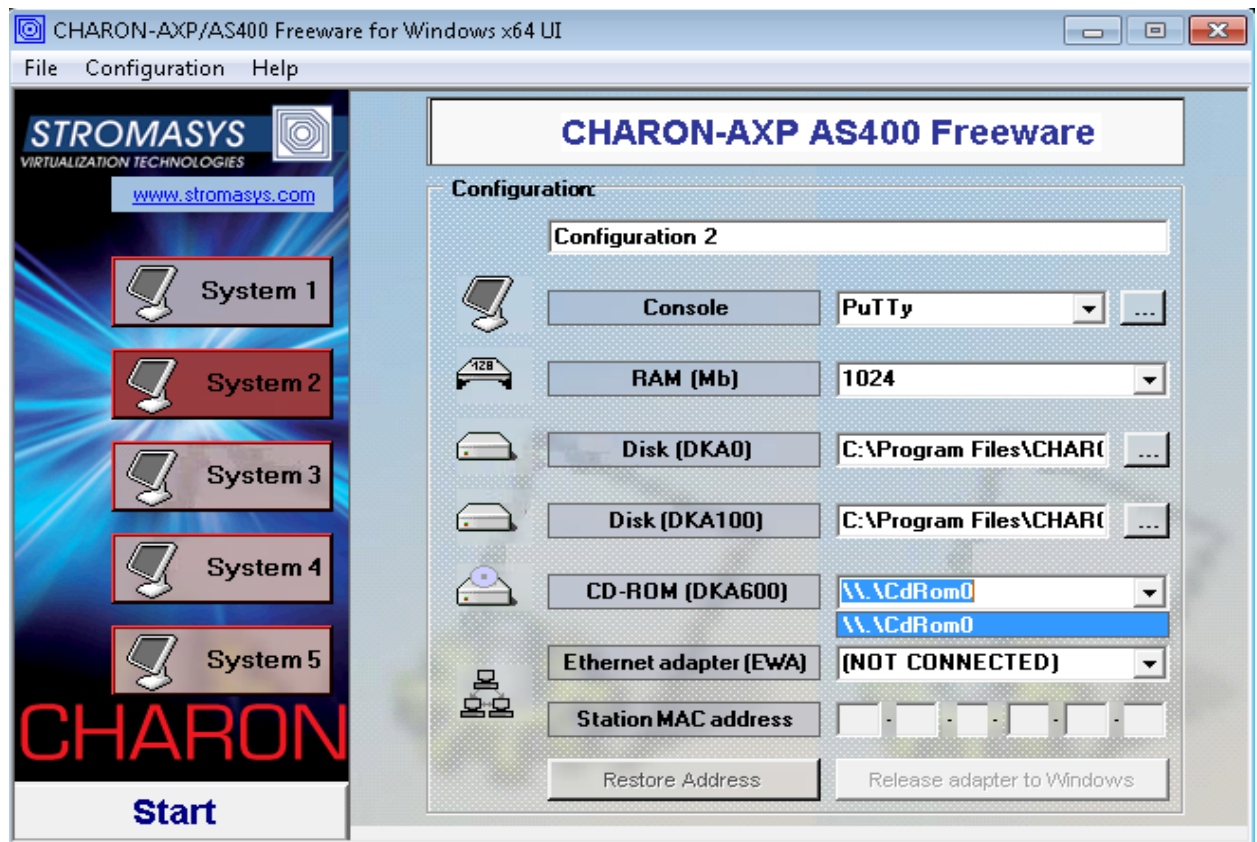 CHARON-AXP/AS400 Freeware for Windows x64 UI
File Configuration Help
STROMASYS
VIRTUALIZATION TECHNOLOGIES
www.stromasys.com
System 1
System 2
System 3
System 4
System 5
CHARON
Start
CHARON-AXP AS400 Freeware
Configuration:
Configuration 2
Console PuTTy ...
128
RAM (Mb) 1024
Disk (DKA0) C:\Program Files\CHAR( ...
Disk (DKA100) C:\Program Files\CHAR( ...
CD-ROM (DKA600) \\.\CdRom0
\\.\CdRom0
Ethernet adapter (EWA) (NOT CONNECTED)
Station MAC address - - - - -
Restore Address Release adapter to Windows